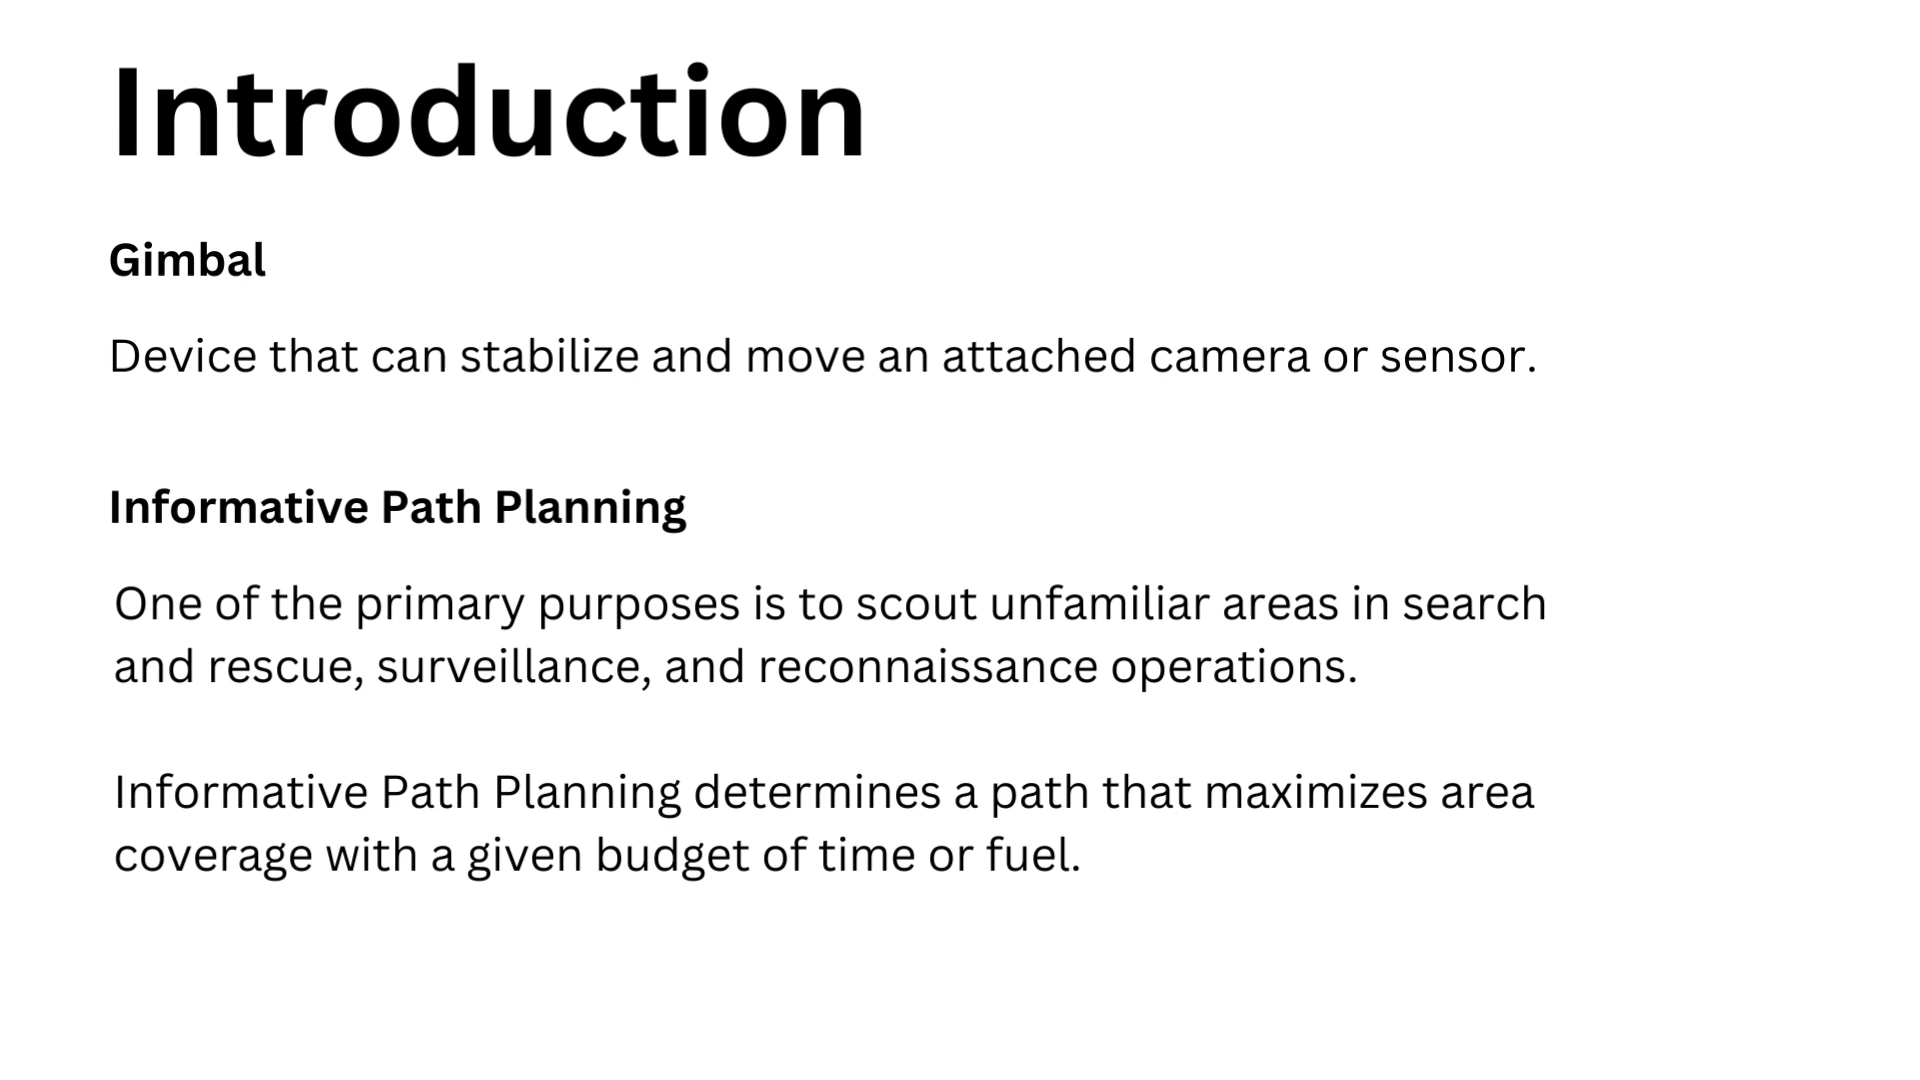 Introduction
Gimbal
Device that can stabilize and move an attached camera or sensor.
Informative Path Planning
One of the primary purposes is to scout unfamiliar areas in search
and rescue, surveillance, and reconnaissance operations.
Informative Path Planning determines a path that maximizes area
coverage with a given budget of time or fuel.